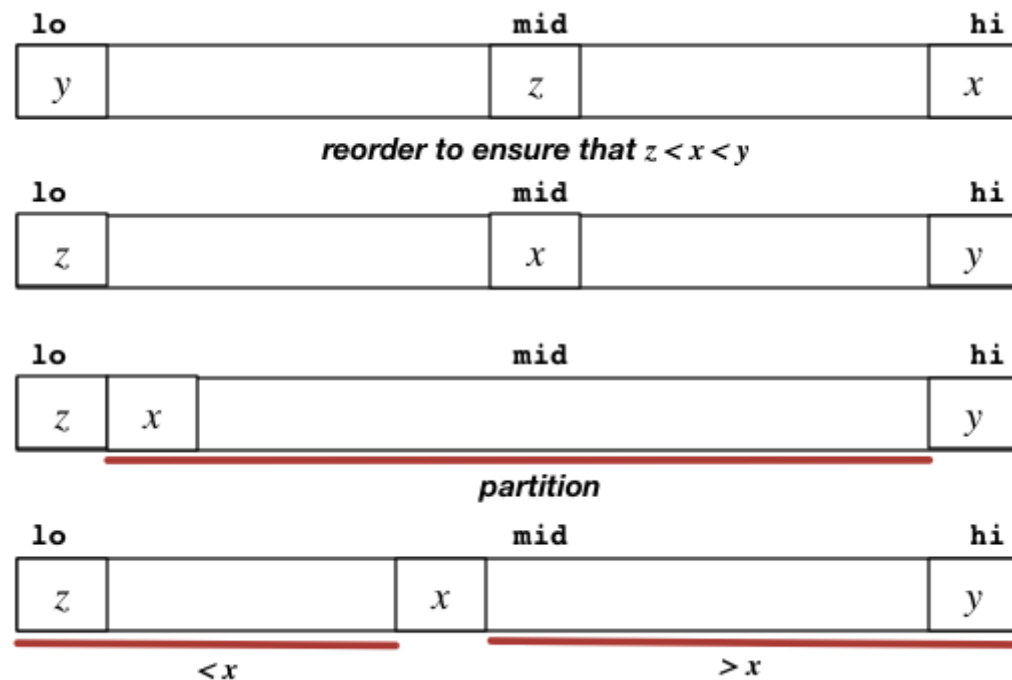 lo mid hi
y z x
reorder to ensure that z < x < y
lo mid hi
z x y
lo mid hi
z x y
partition
lo mid hi
z x y
< x > x